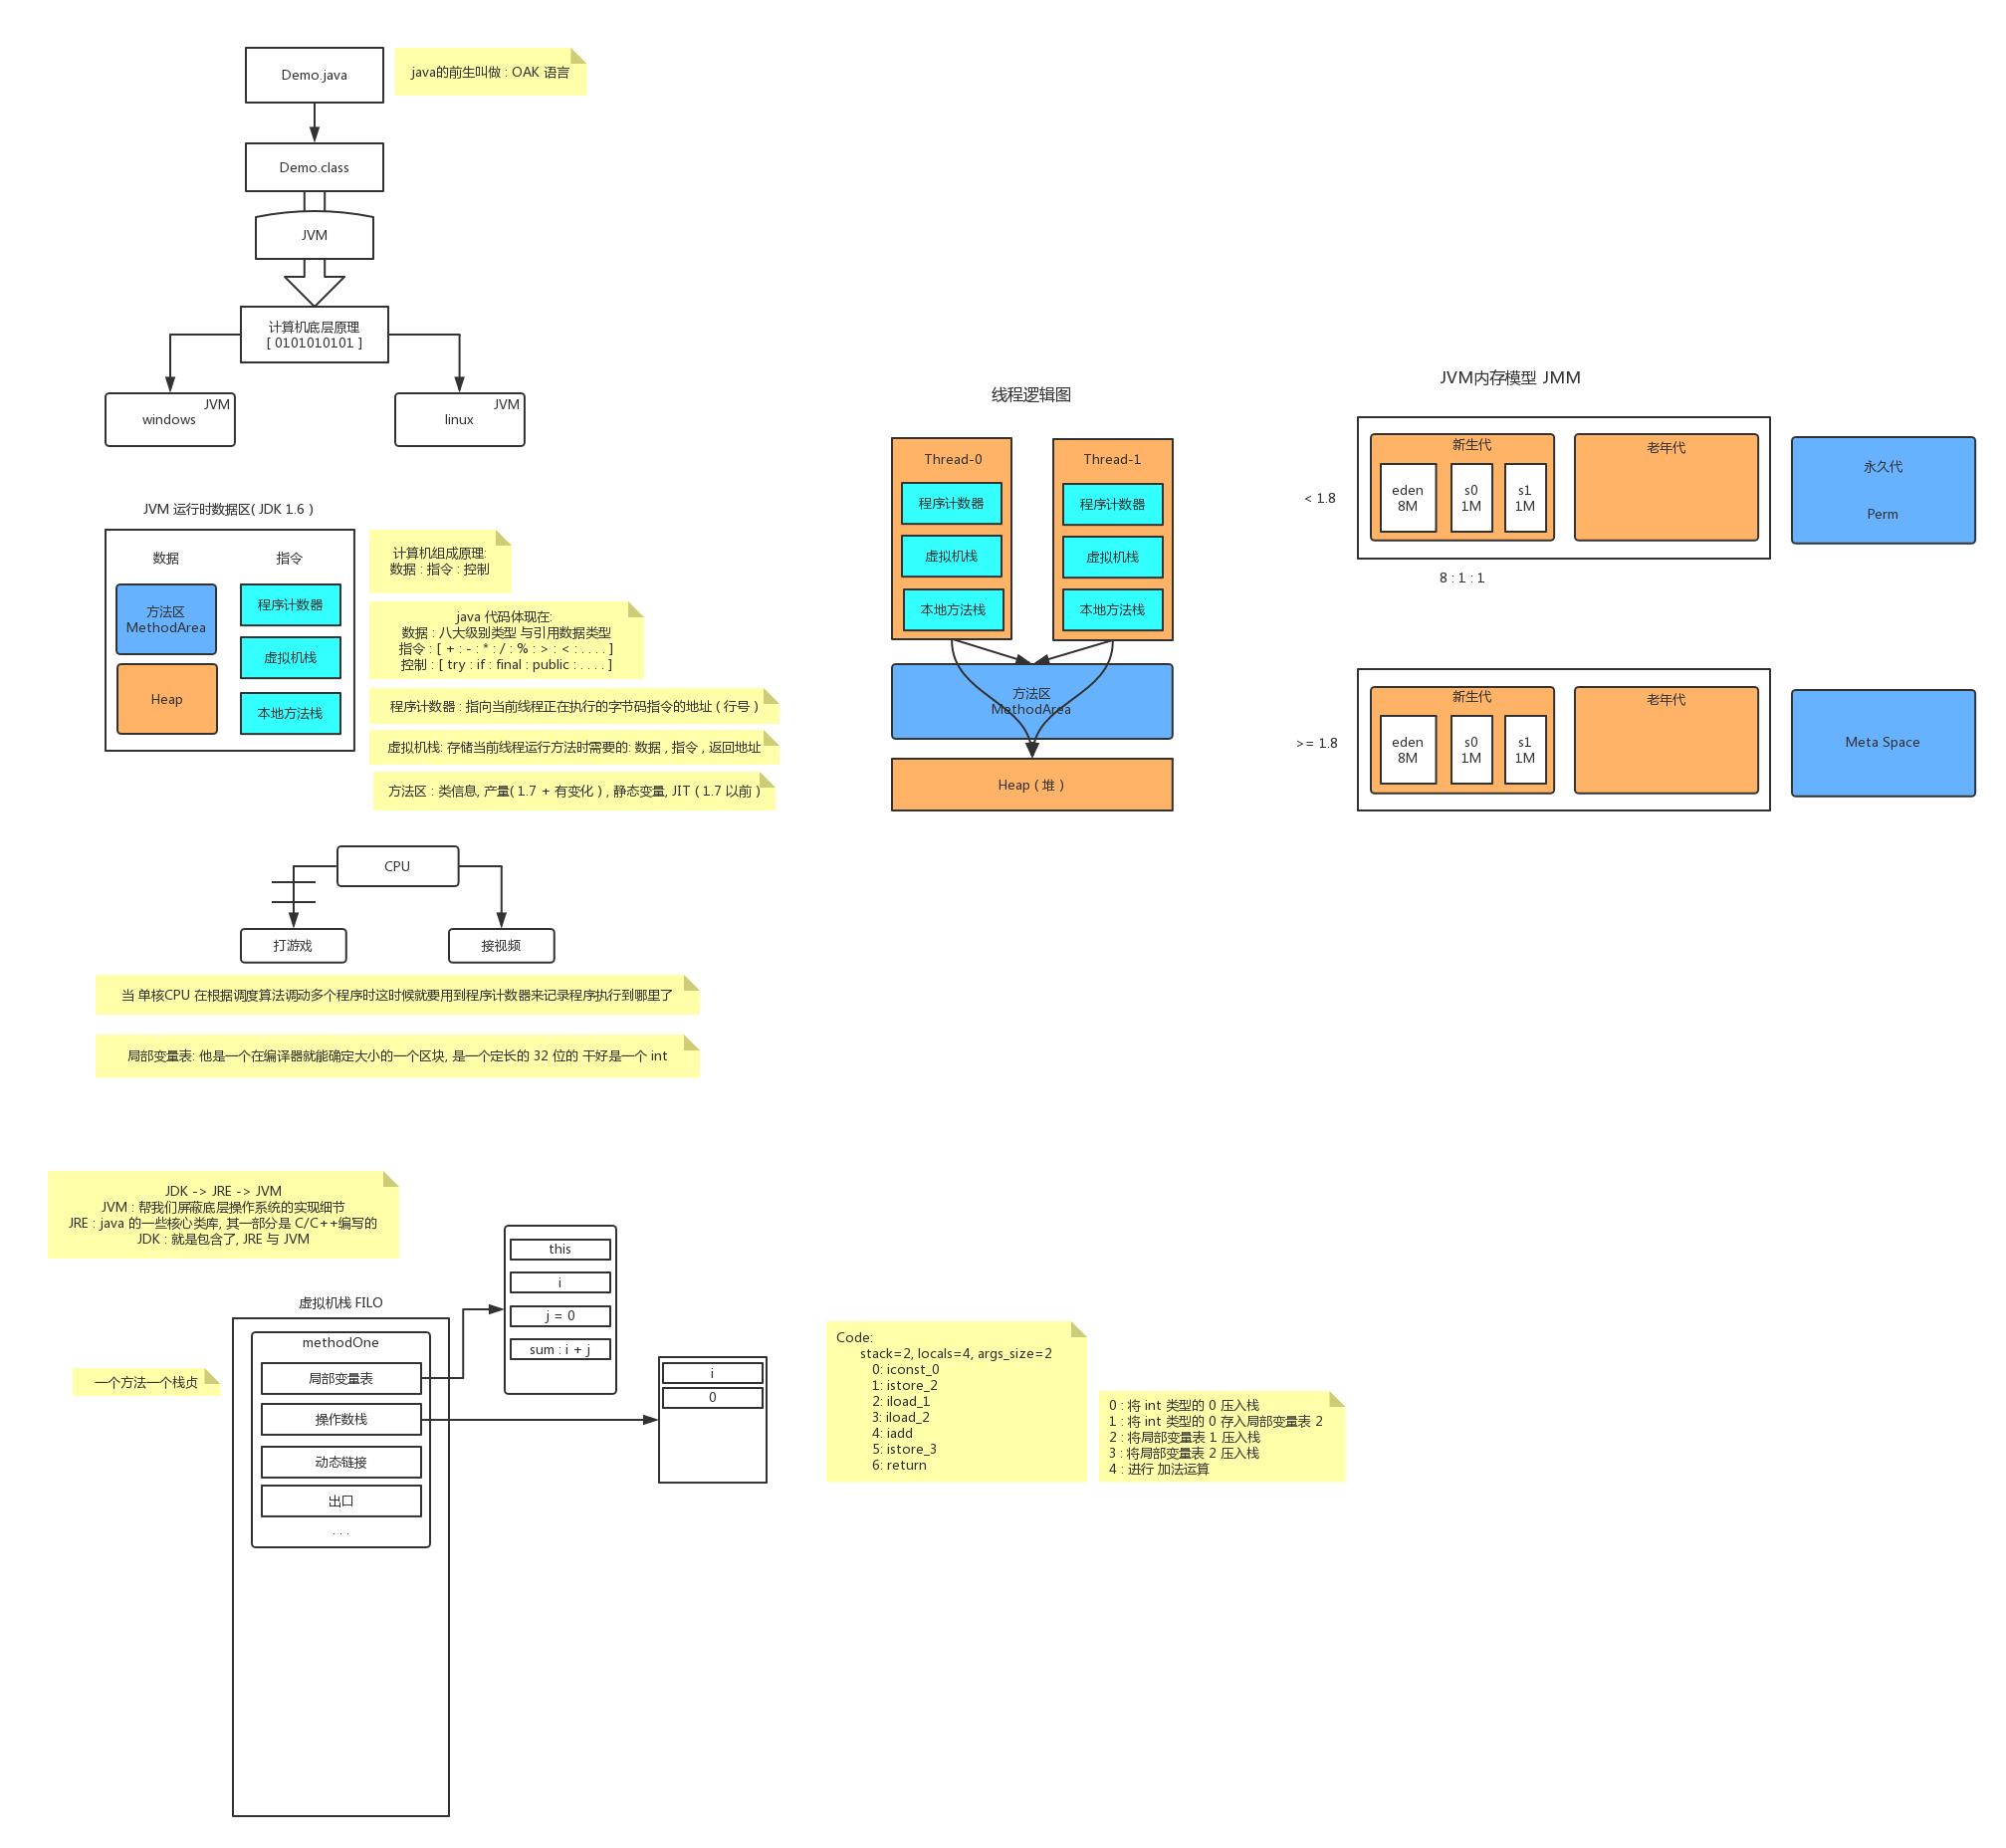 Demo.java
java的前生叫做 : OAK 语言
Demo.class
JVM
计算机底层原理
[ 0101010101 ]
JVM
windows
JVM
linux
JVM 运行时数据区( JDK 1.6 )
数据
指令
方法区
MethodArea
程序计数器
虚拟机栈
Heap
本地方法栈
计算机组成原理:
数据 : 指令 : 控制
java 代码体现在:
数据 : 八大级别类型 与引用数据类型
指令 : [ + : - : * : / : % : > : < : . . . . ]
控制 : [ try : if : final : public : . . . . ]
程序计数器 : 指向当前线程正在执行的字节码指令的地址 ( 行号 )
虚拟机栈: 存储当前线程运行方法时需要的: 数据 , 指令 , 返回地址
方法区 : 类信息, 产量( 1.7 + 有变化 ) , 静态变量, JIT ( 1.7 以前 )
CPU
打游戏
接视频
当 单核CPU 在根据调度算法调动多个程序时这时候就要用到程序计数器来记录程序执行到哪里了
局部变量表: 他是一个在编译器就能确定大小的一个区块, 是一个定长的 32 位的 干好是一个 int
线程逻辑图
Thread-0
程序计数器
虚拟机栈
本地方法栈
Thread-1
程序计数器
虚拟机栈
本地方法栈
方法区
MethodArea
Heap ( 堆 )
JVM内存模型 JMM
< 1.8
新生代
eden
8M
s0
1M
s1
1M
老年代
永久代
Perm
8 : 1 : 1
>= 1.8
新生代
eden
8M
s0
1M
s1
1M
老年代
Meta Space
JDK -> JRE -> JVM
JVM : 帮我们屏蔽底层操作系统的实现细节
JRE : java 的一些核心类库, 其一部分是 C/C++编写的
JDK : 就是包含了, JRE 与 JVM
虚拟机栈 FILO
methodOne
局部变量表
操作数栈
动态链接
出口
. . .
一个方法一个栈贞
this
i
j = 0
sum : i + j
i
0
Code:
stack=2, locals=4, args_size=2
0: iconst_0
1: istore_2
2: iload_1
3: iload_2
4: iadd
5: istore_3
6: return
0 : 将 int 类型的 0 压入栈
1 : 将 int 类型的 0 存入局部变量表 2
2 : 将局部变量表 1 压入栈
3 : 将局部变量表 2 压入栈
4 : 进行 加法运算